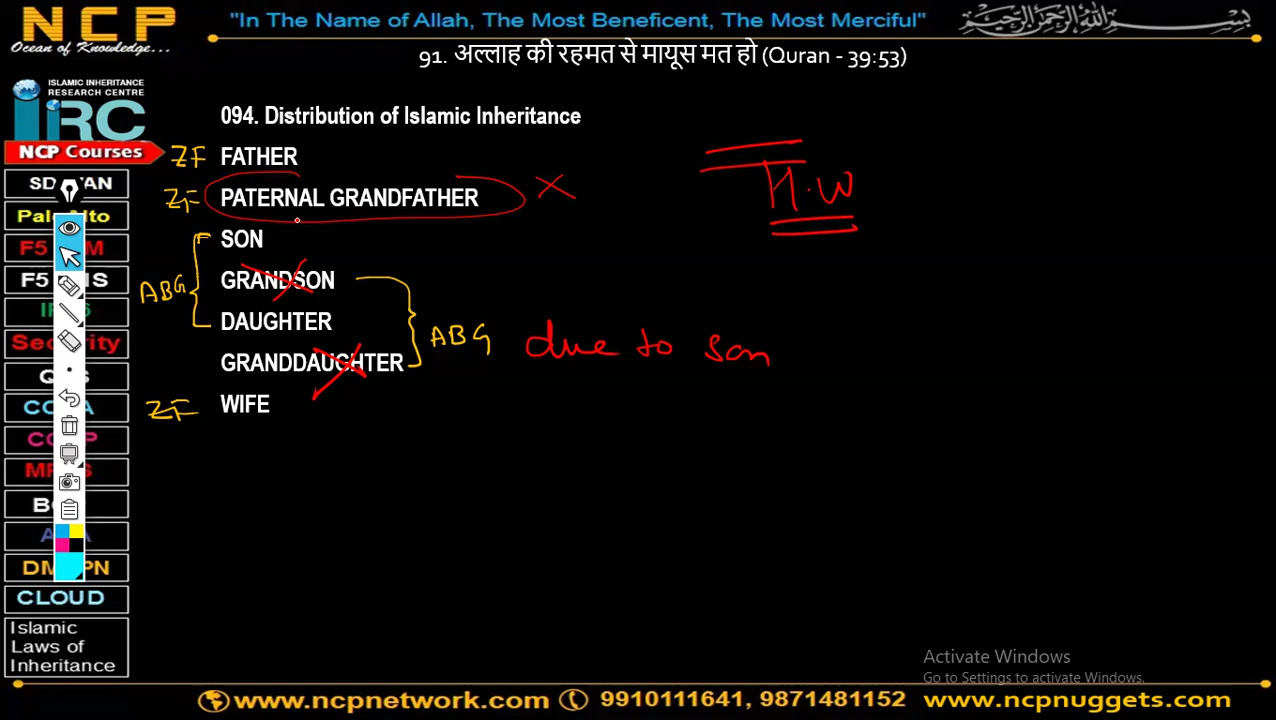 NCP
Ocean of Knowledge...
"In The Name of Allah, The Most Beneficent, The Most Merciful"
91. अल्लाह की रहमत से मायूस मत हो (Quran - 39:53)
ISLAMIC INHERITANCE
RESEARCH CENTRE
IRC
NCP Courses
094. Distribution of Islamic Inheritance
ZF FATHER
ZF PATERNAL GRANDFATHER
H.W
SON
GRANDSON
ABG
DAUGHTER
ABG due to son
GRANDDAUGHTER
ZF WIFE
CLOUD
Islamic
Laws of
Inheritance
Activate Windows
Go to Settings to activate Windows.
www.ncpnetwork.com 9910111641, 9871481152 www.ncpnuggets.com